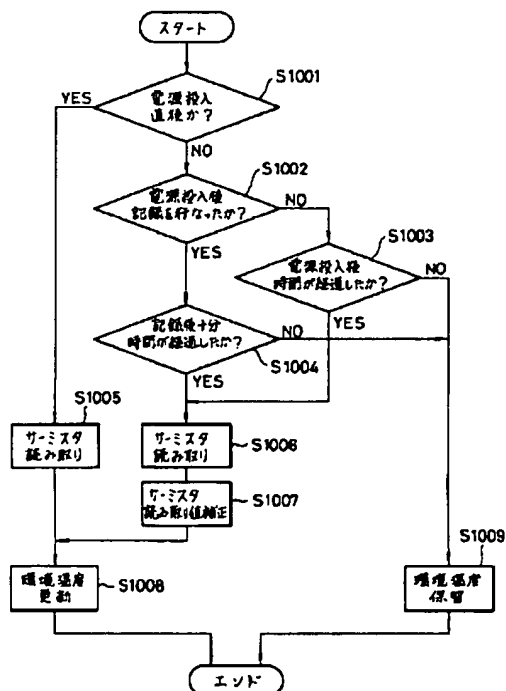 スタート
S1001
YES
電源投入
直後か?
NO
S1002
電源投入後
記録を行なったか?
NO
YES
S1003
電源投入後
時間が経過したか?
NO
YES
記録後十分
時間が経過したか?
NO
S1004
YES
S1005
サーミスタ
読み取り
サーミスタ
読み取り
S1006
サーミスタ
読み取り値補正
S1007
環境温度
更新
S1008
S1009
環境温度
保留
エンド